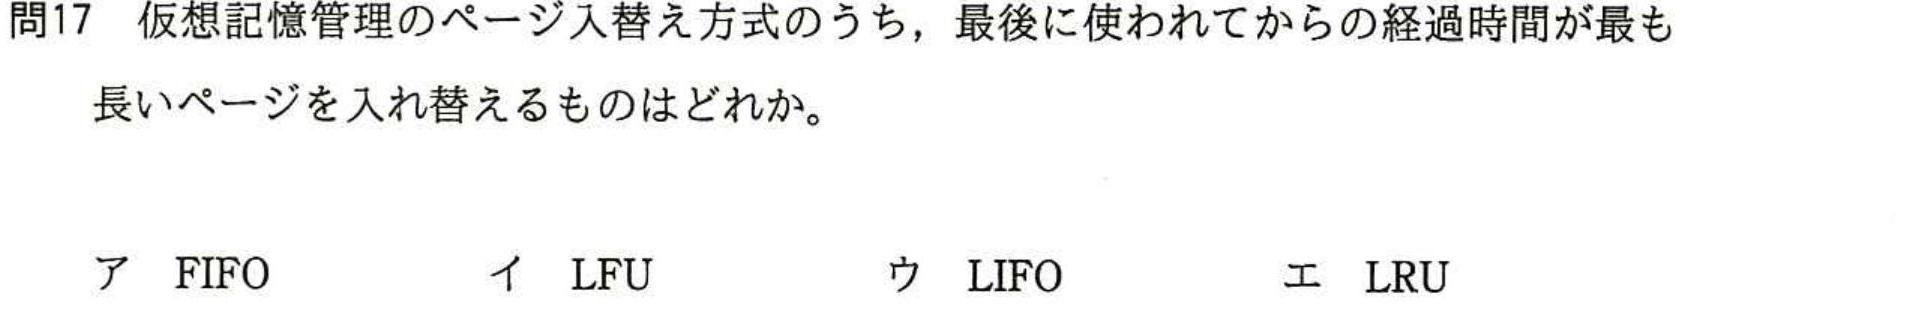 問17　仮想記憶管理のページ入替え方式のうち，最後に使われてからの経過時間が最も
長いページを入れ替えるものはどれか。
ア　FIFO　イ　LFU　ウ　LIFO　エ　LRU